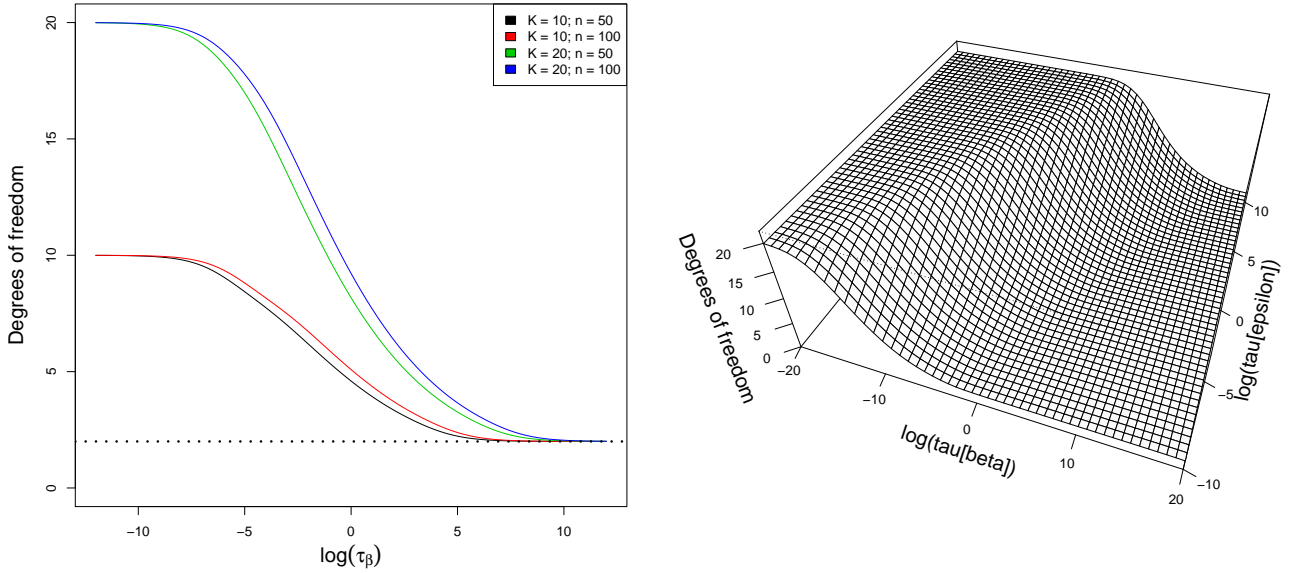 K = 10; n = 50
K = 10; n = 100
K = 20; n = 50
K = 20; n = 100
Degrees of freedom
20
15
10
5
0
−10
−5
0
5
10
log(τβ)
Degrees of freedom
20
15
10
5
0
−20
−10
0
10
20
log(tau[beta])
−10
−5
0
5
10
log(tau[epsilon])